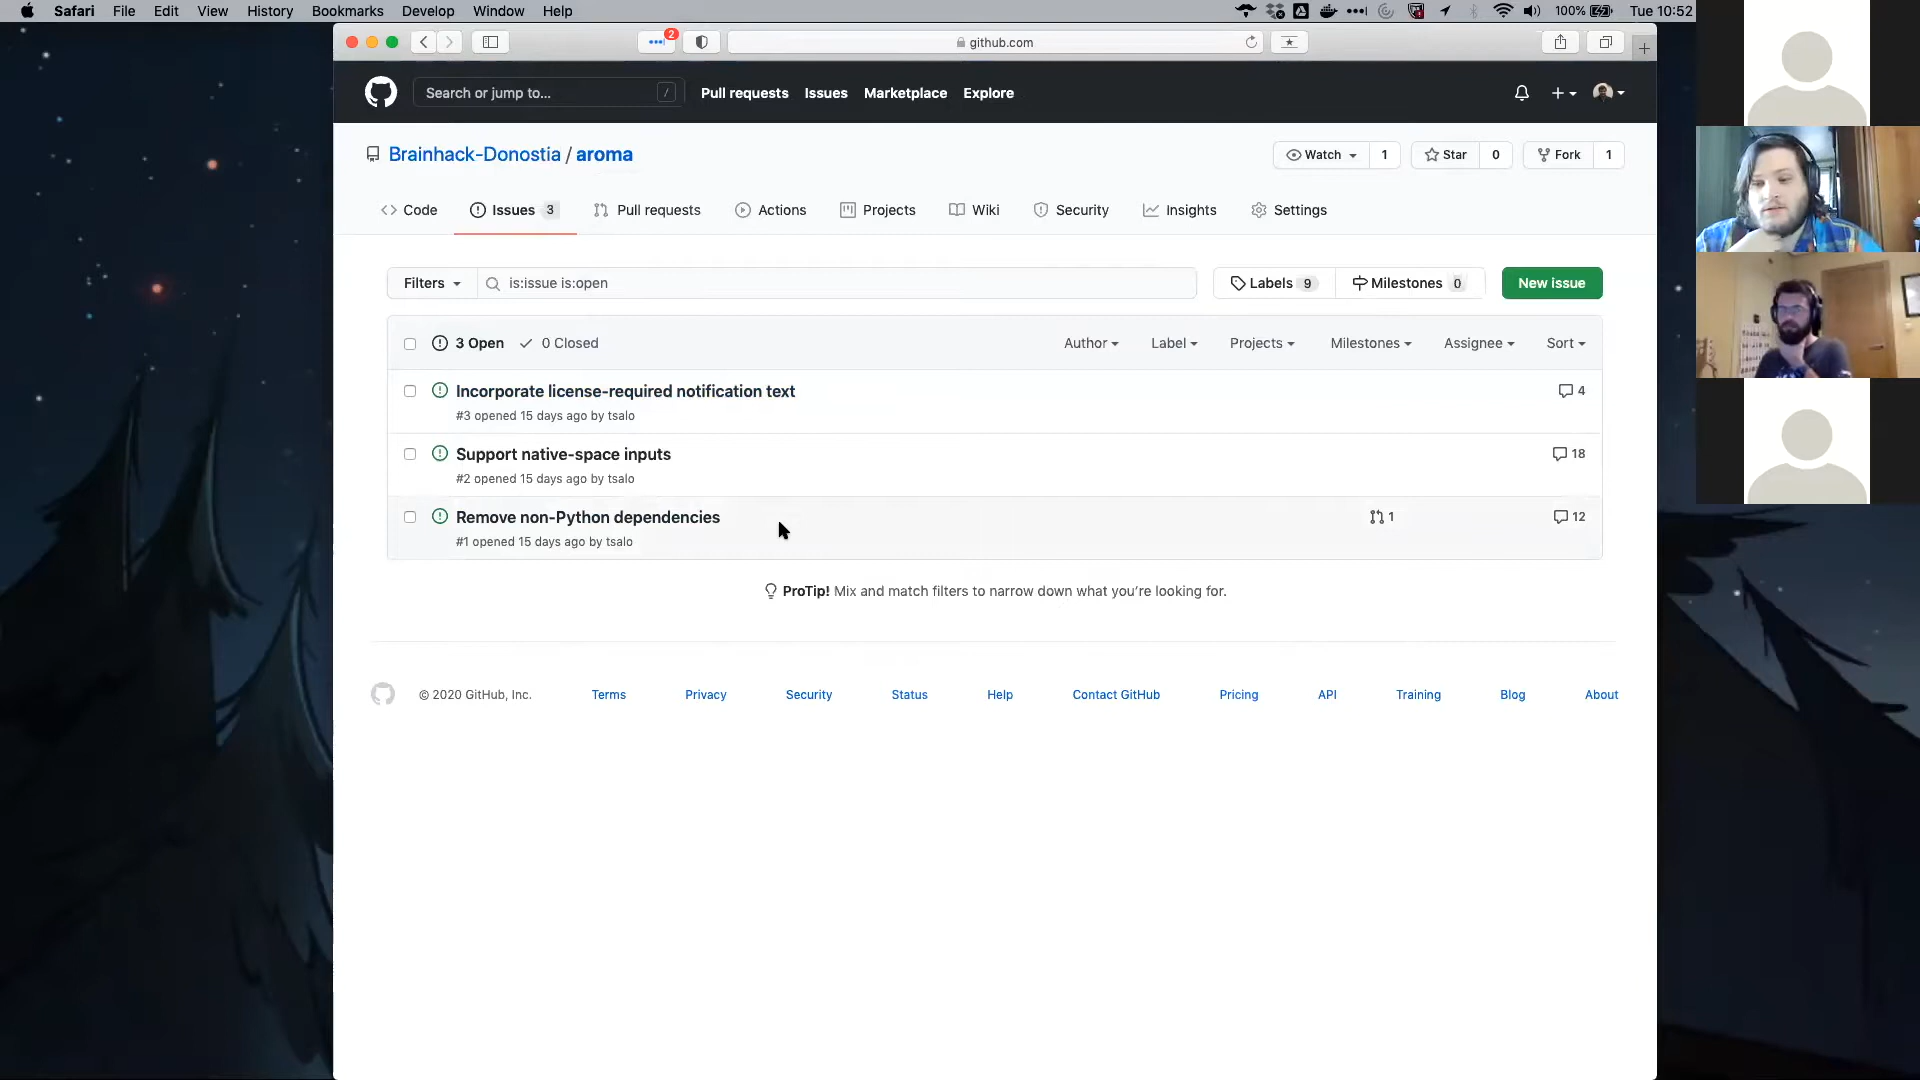 Safari File Edit View History Bookmarks Develop Window Help 100% Tue 10:52
2 github.com
Search or jump to... / Pull requests Issues Marketplace Explore
Brainhack-Donostia / aroma Watch 1 Star 0 Fork 1
Code Issues 3 Pull requests Actions Projects Wiki Security Insights Settings
Filters is:issue is:open Labels 9 Milestones 0 New issue
3 Open 0 Closed Author Label Projects Milestones Assignee Sort
Incorporate license-required notification text 4
#3 opened 15 days ago by tsalo
Support native-space inputs 18
#2 opened 15 days ago by tsalo
Remove non-Python dependencies 1 12
#1 opened 15 days ago by tsalo
ProTip! Mix and match filters to narrow down what you're looking for.
© 2020 GitHub, Inc. Terms Privacy Security Status Help Contact GitHub Pricing API Training Blog About